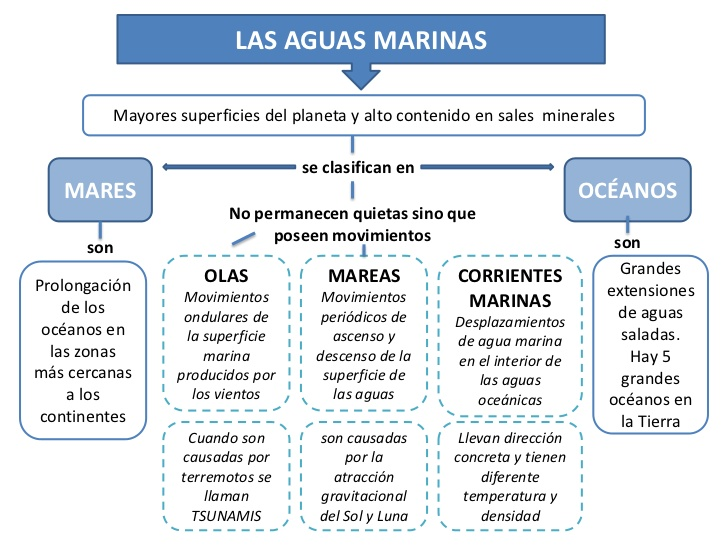 LAS AGUAS MARINAS
Mayores superficies del planeta y alto contenido en sales minerales
se clasifican en
MARES
OCÉANOS
No permanecen quietas sino que
poseen movimientos
son
son
Prolongación
de los
océanos en
las zonas
más cercanas
a los
continentes
OLAS
Movimientos
ondulares de
la superficie
marina
producidos por
los vientos
MAREAS
Movimientos
periódicos de
ascenso y
descenso de la
superficie de
las aguas
CORRIENTES
MARINAS
Desplazamientos
de agua marina
en el interior de
las aguas
oceánicas
Grandes
extensiones
de aguas
saladas.
Hay 5
grandes
océanos en
la Tierra
Cuando son
causadas por
terremotos se
llaman
TSUNAMIS
son causadas
por la
atracción
gravitacional
del Sol y Luna
Llevan dirección
concreta y tienen
diferente
temperatura y
densidad